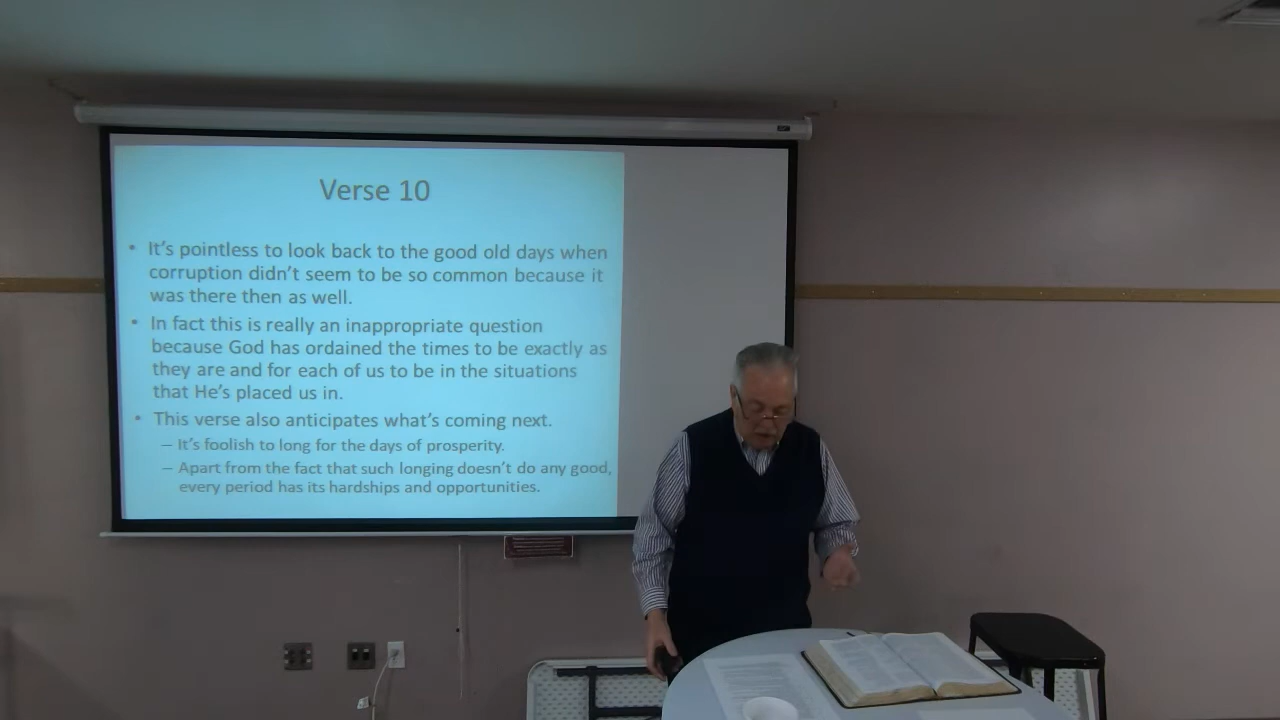 Verse 10
• It's pointless to look back to the good old days when
corruption didn't seem to be so common because it
was there then as well.
• In fact this is really an inappropriate question
because God has ordained the times to be exactly as
they are and for each of us to be in the situations
that He's placed us in.
• This verse also anticipates what's coming next.
– It's foolish to long for the days of prosperity.
– Apart from the fact that such longing doesn't do any good,
every period has its hardships and opportunities.